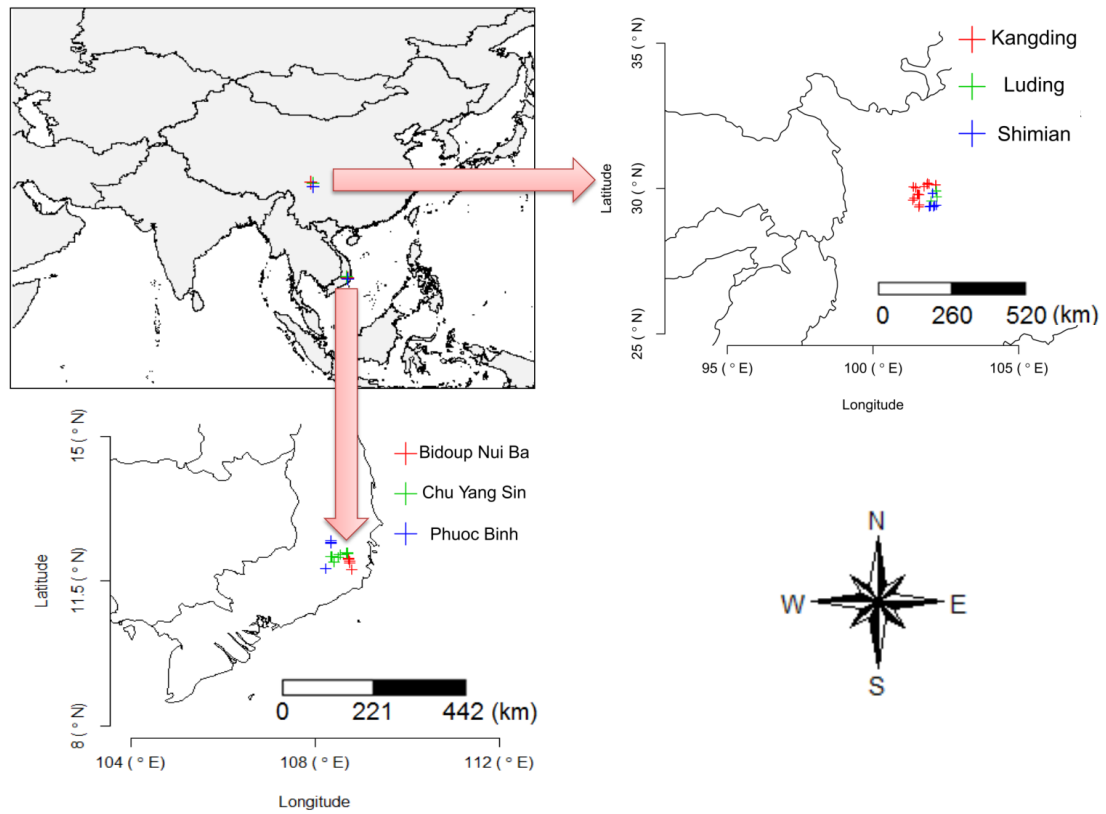 Kangding
Luding
Shimian
Latitude
35 ( ° N)
30 ( ° N)
25 ( ° N)
0 260 520 (km)
95 ( ° E) 100 ( ° E) 105 ( ° E)
Longitude
Bidoup Nui Ba
Chu Yang Sin
Phuoc Binh
Latitude
15 ( ° N)
11.5 ( ° N)
8 ( ° N)
0 221 442 (km)
104 ( ° E) 108 ( ° E) 112 ( ° E)
Longitude
N
W E
S